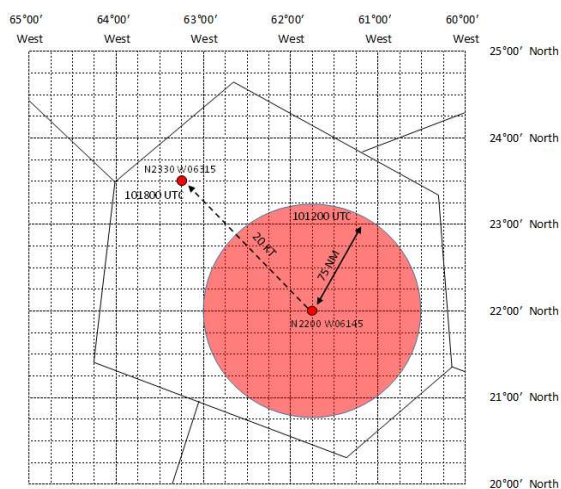 65°00' 64°00' 63°00' 62°00' 61°00' 60°00'
West West West West West West
25°00' North
24°00' North
N2330 W06315
101800 UTC
101200 UTC
23°00' North
20 KT
75 NM
22°00' North
N2200 W06145
21°00' North
20°00' North